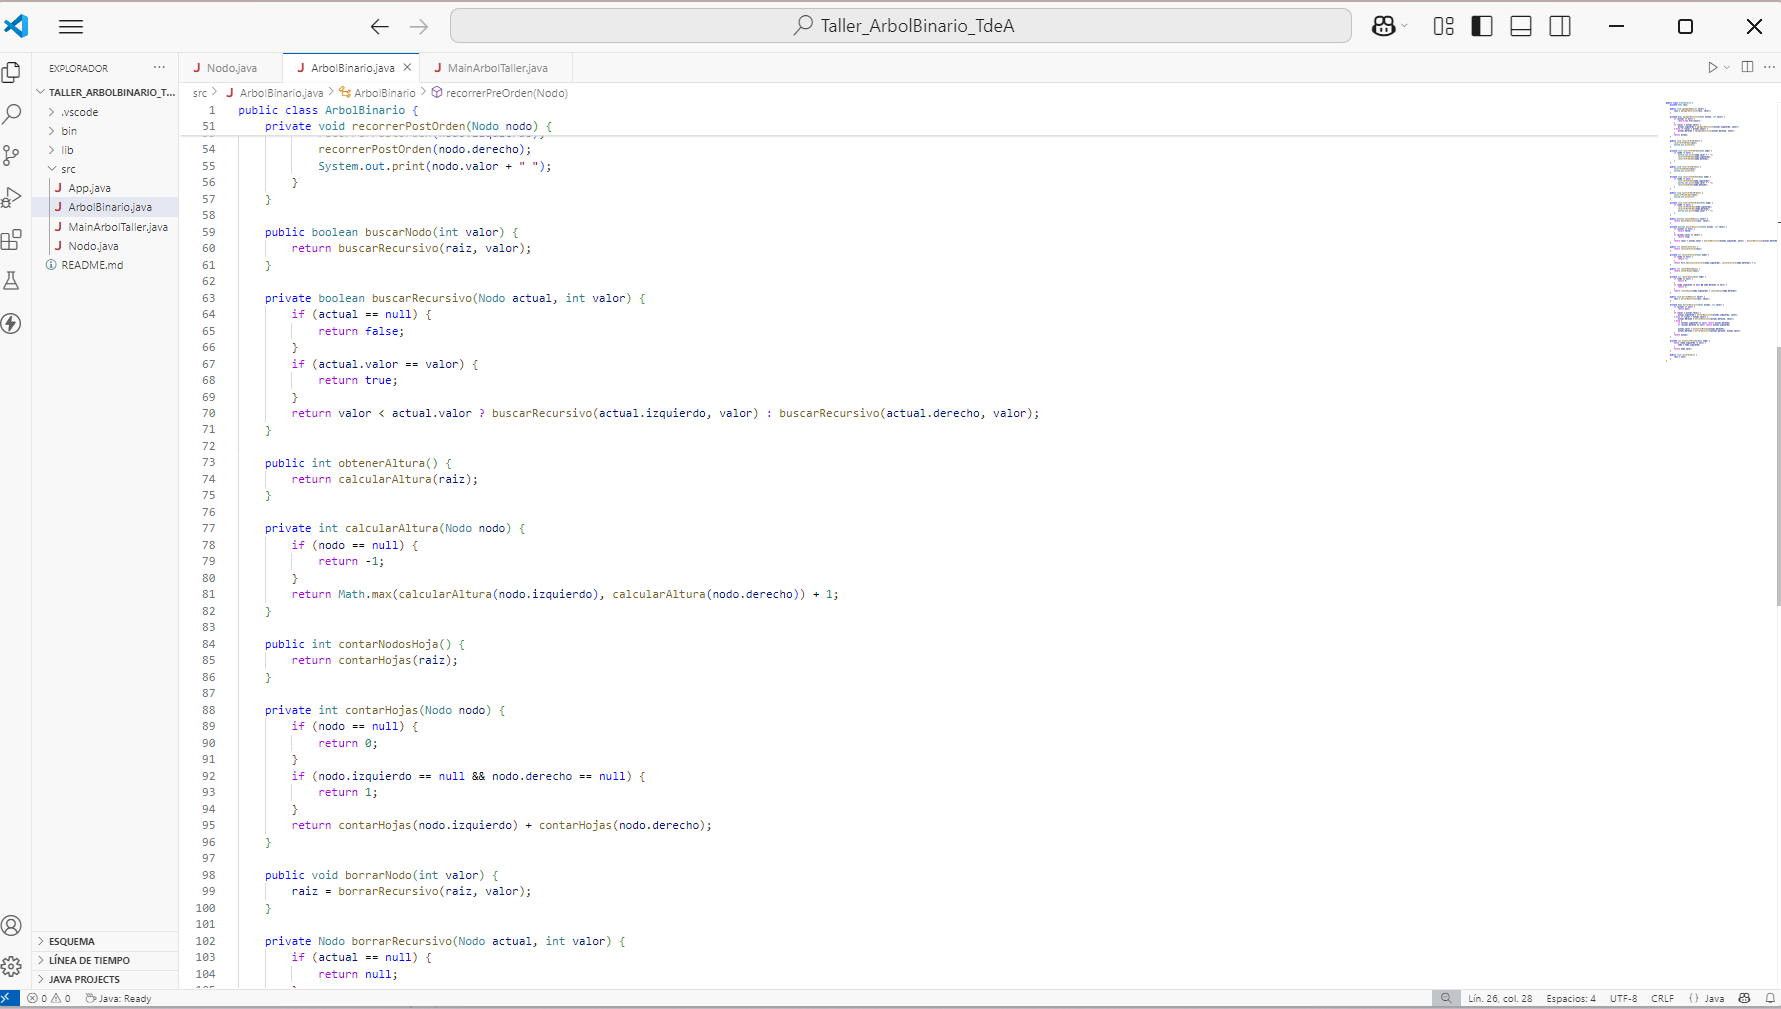 Taller_ArbolBinario_TdeA
EXPLORADOR
TALLER_ARBOLBINARIO_T...
.vscode
bin
lib
src
App.java
ArbolBinario.java
MainArbolTaller.java
Nodo.java
README.md
ESQUEMA
LÍNEA DE TIEMPO
JAVA PROJECTS
Nodo.java
ArbolBinario.java
MainArbolTaller.java
src > ArbolBinario.java > ArbolBinario > recorrerPreOrden(Nodo)
1 public class ArbolBinario {
51 private void recorrerPostOrden(Nodo nodo) {
54 recorrerPostOrden(nodo.derecho);
55 System.out.print(nodo.valor + " ");
56 }
57 }
58
59 public boolean buscarNodo(int valor) {
60 return buscarRecursivo(raiz, valor);
61 }
62
63 private boolean buscarRecursivo(Nodo actual, int valor) {
64 if (actual == null) {
65 return false;
66 }
67 if (actual.valor == valor) {
68 return true;
69 }
70 return valor < actual.valor ? buscarRecursivo(actual.izquierdo, valor) : buscarRecursivo(actual.derecho, valor);
71 }
72
73 public int obtenerAltura() {
74 return calcularAltura(raiz);
75 }
76
77 private int calcularAltura(Nodo nodo) {
78 if (nodo == null) {
79 return -1;
80 }
81 return Math.max(calcularAltura(nodo.izquierdo), calcularAltura(nodo.derecho)) + 1;
82 }
83
84 public int contarNodosHoja() {
85 return contarHojas(raiz);
86 }
87
88 private int contarHojas(Nodo nodo) {
89 if (nodo == null) {
90 return 0;
91 }
92 if (nodo.izquierdo == null && nodo.derecho == null) {
93 return 1;
94 }
95 return contarHojas(nodo.izquierdo) + contarHojas(nodo.derecho);
96 }
97
98 public void borrarNodo(int valor) {
99 raiz = borrarRecursivo(raiz, valor);
100 }
101
102 private Nodo borrarRecursivo(Nodo actual, int valor) {
103 if (actual == null) {
104 return null;
0 0 Java: Ready
Lín. 26, col. 28 Espacios: 4 UTF-8 CRLF {} Java